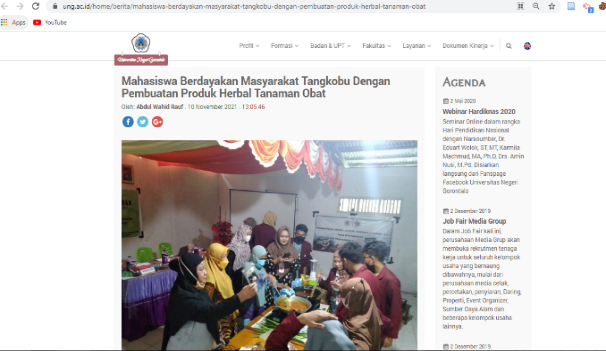 ung.ac.id/home/berita/mahasiswa-berdayakan-masyarakat-tangkobu-dengan-pembuatan-produk-herbal-tanaman-obat
Apps
YouTube
Profil
Formasi
Badan & UPT
Fakultas
Layanan
Dokumen Kinerja
Universitas Negeri Gorontalo
Mahasiswa Berdayakan Masyarakat Tangkobu Dengan
Pembuatan Produk Herbal Tanaman Obat
Oleh: Abdul Wahid Rauf . 10 November 2021 . 13:05:46
AGENDA
2 Mei 2020
Webinar Hardiknas 2020
Seminar Online dalam rangka
Hari Pendidikan Nasional
dengan Narasumber, Dr.
Eduart Wolok, ST, MT, Karmila
Machmud, MA, Ph.D, Drs. Amin
Nusi, M.Pd. Disiarkan
langsung dari Fanspage
Facebook Universitas Negeri
Gorontalo
2 Desember 2019
Job Fair Media Group
Dalam Job Fair kali ini,
perusahaan Media Grup akan
membuka rekrutmen tenaga
kerja untuk seluruh kelompok
usaha yang bernaung
dibawahnya, mulai dari
perusahaan media cetak,
percetakan, penyiaran, Daring,
Properti, Event Organizer,
Sumber Daya Alam dan
beberapa kelompok usaha
lainnya.
2 Desember 2019